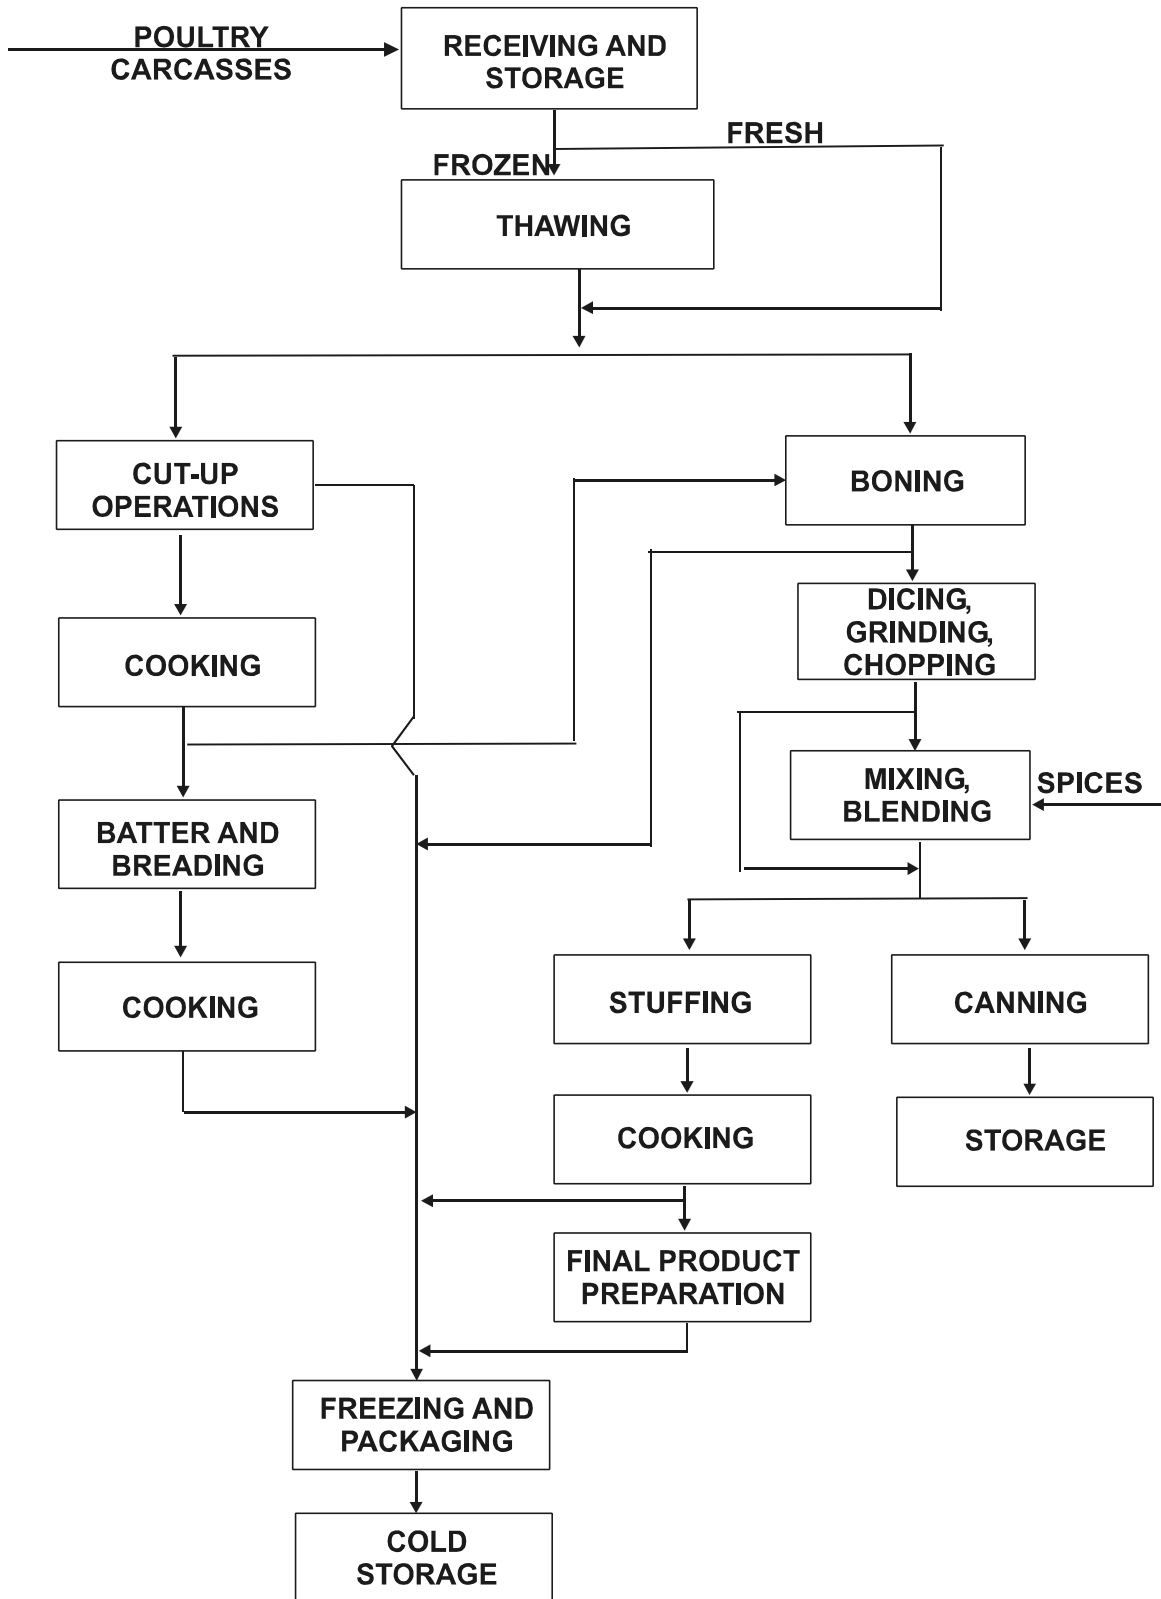 POULTRY
CARCASSES
RECEIVING AND
STORAGE
FRESH
FROZEN
THAWING
CUT-UP
OPERATIONS
BONING
DICING,
GRINDING,
CHOPPING
COOKING
MIXING,
BLENDING
SPICES
BATTER AND
BREADING
COOKING
STUFFING
CANNING
COOKING
STORAGE
FINAL PRODUCT
PREPARATION
FREEZING AND
PACKAGING
COLD
STORAGE